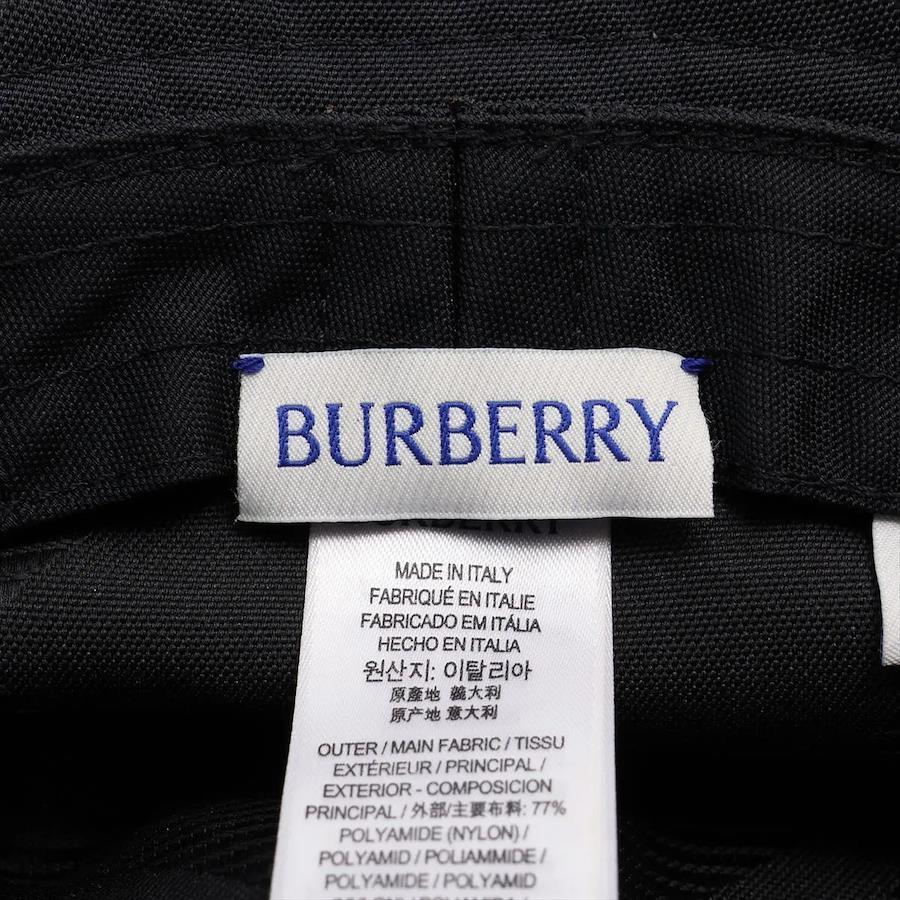 BURBERRY
MADE IN ITALY
FABRIQUÉ EN ITALIE
FABRICADO EM ITÁLIA
HECHO EN ITALIA
원산지: 이탈리아
原產地 義大利
原产地 意大利
OUTER / MAIN FABRIC / TISSU
EXTÉRIEUR / PRINCIPAL /
EXTERIOR - COMPOSICION
PRINCIPAL / 外部/主要布料: 77%
POLYAMIDE (NYLON) /
POLYAMID / POLIAMMIDE /
POLYAMIDE / POLYAMID